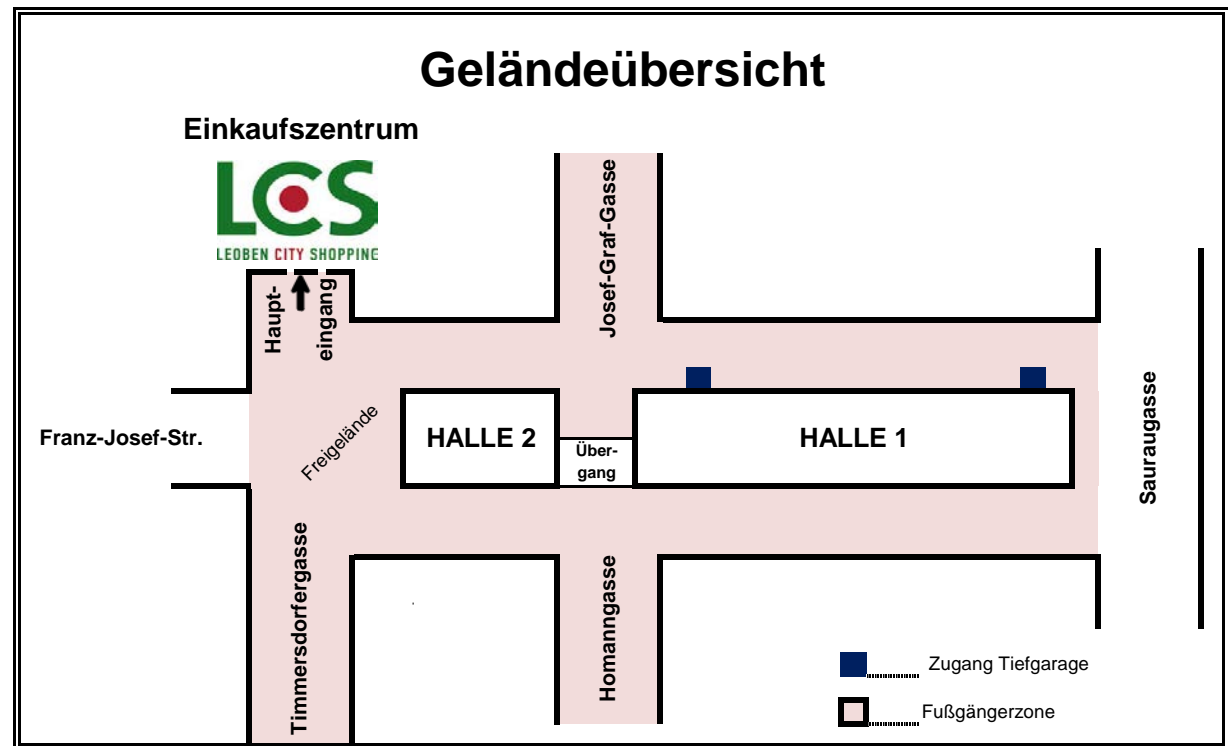 Geländeübersicht
Einkaufszentrum
LCS
LEOBEN CITY SHOPPING
Haupt-
eingang
Josef-Graf-Gasse
Franz-Josef-Str.
Freigelände
HALLE 2
Über-
gang
HALLE 1
Sauraugasse
Timmersdorfergasse
Homanngasse
Zugang Tiefgarage
Fußgängerzone